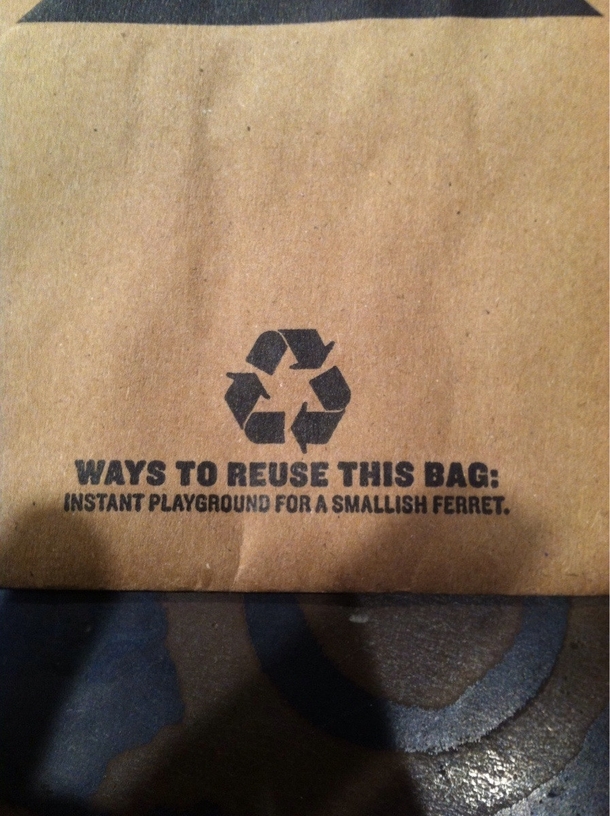 WAYS TO REUSE THIS BAG:
INSTANT PLAYGROUND FOR A SMALLISH FERRET.